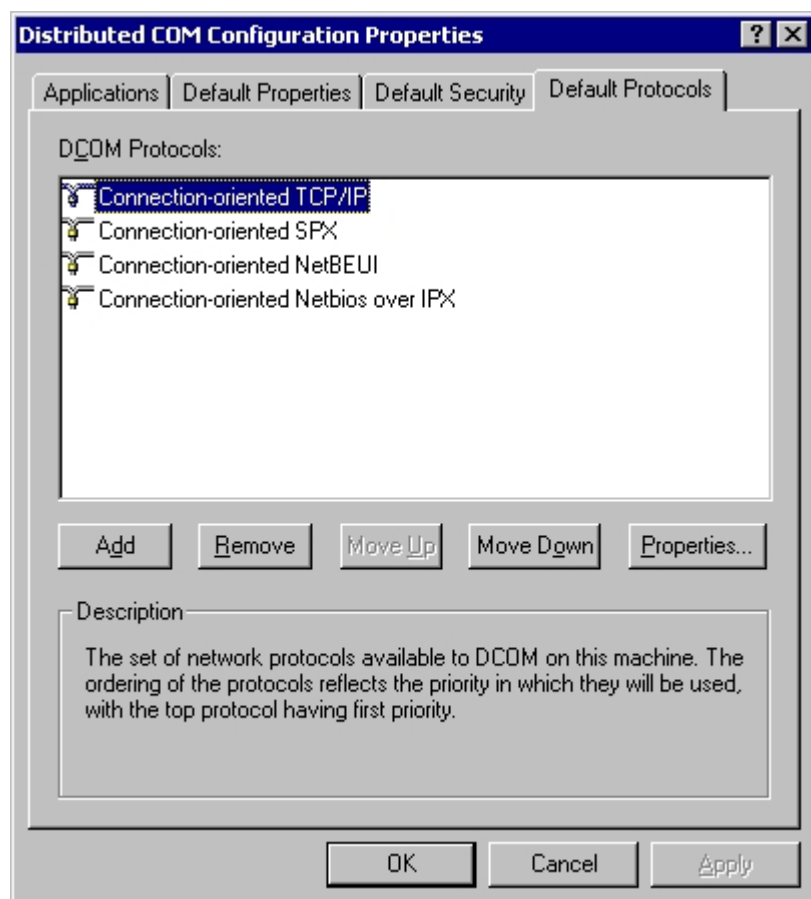 Distributed COM Configuration Properties
Applications Default Properties Default Security Default Protocols
DCOM Protocols:
Connection-oriented TCP/IP
Connection-oriented SPX
Connection-oriented NetBEUI
Connection-oriented Netbios over IPX
Add Remove Move Up Move Down Properties...
Description
The set of network protocols available to DCOM on this machine. The
ordering of the protocols reflects the priority in which they will be used,
with the top protocol having first priority.
OK Cancel Apply